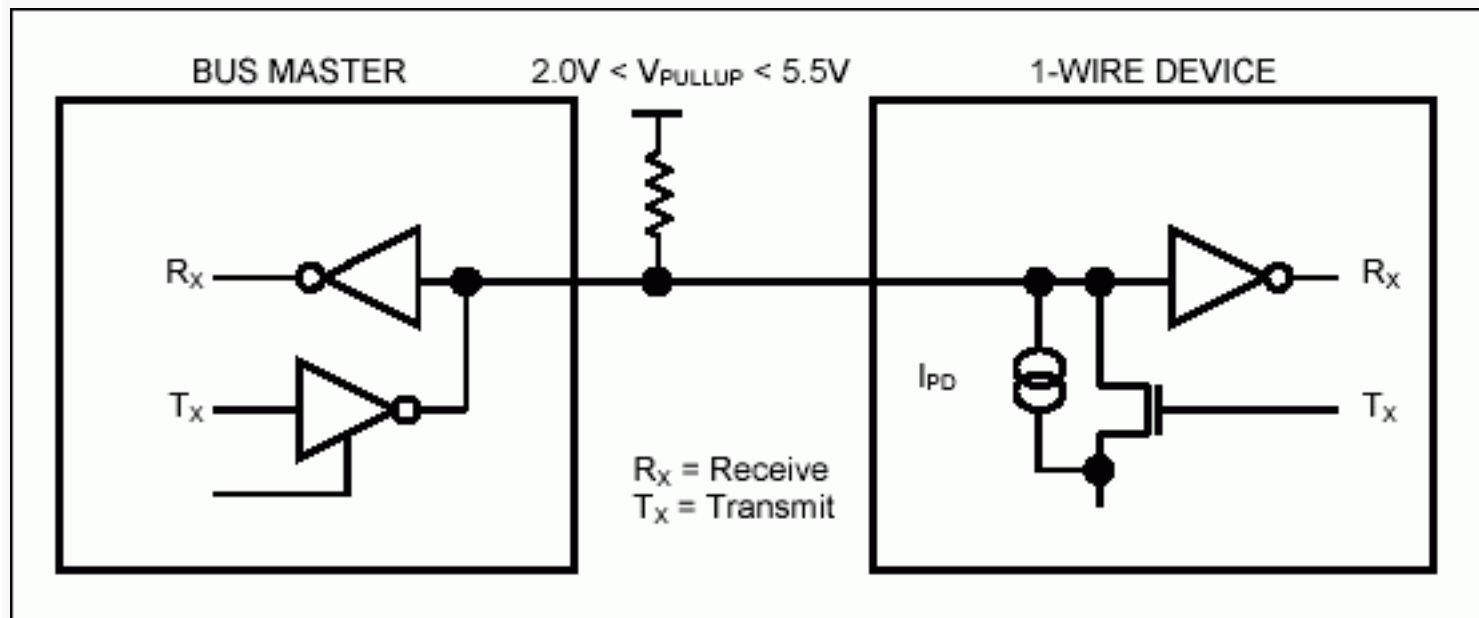 BUS MASTER
2.0V < VPULLUP < 5.5V
1-WIRE DEVICE
RX
RX
TX
IPD
TX
RX = Receive
TX = Transmit